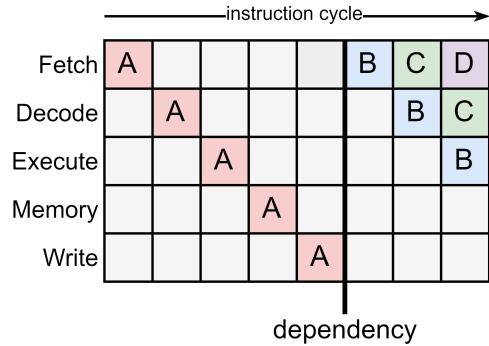 instruction cycle
Fetch A B C D
Decode A B C
Execute A B
Memory A
Write A
dependency